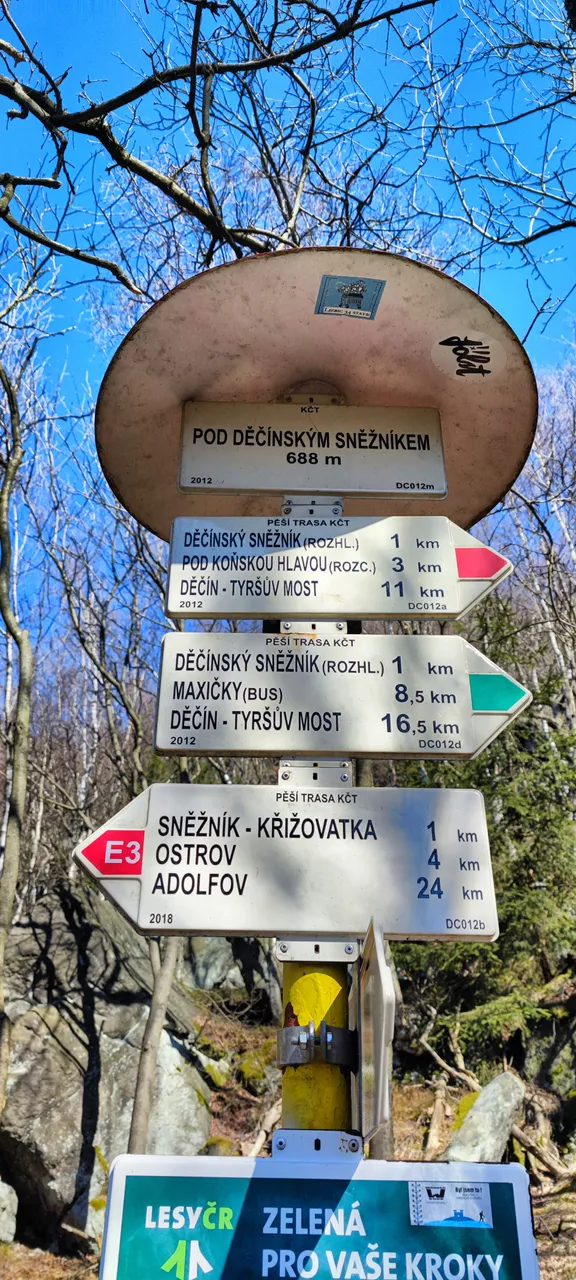 KČT
POD DĚČÍNSKÝM SNĚŽNÍKEM
688 m
2012 DC012m
PĚŠÍ TRASA KČT
DĚČÍNSKÝ SNĚŽNÍK (ROZHL.) 1 km
POD KOŇSKOU HLAVOU (ROZC.) 3 km
DĚČÍN - TYRŠŮV MOST 11 km
2012 DC012a
PĚŠÍ TRASA KČT
DĚČÍNSKÝ SNĚŽNÍK (ROZHL.) 1 km
MAXIČKY (BUS) 8,5 km
DĚČÍN - TYRŠŮV MOST 16,5 km
2012 DC012d
PĚŠÍ TRASA KČT
E3
SNĚŽNÍK - KŘIŽOVATKA 1 km
OSTROV 4 km
ADOLFOV 24 km
2018 DC012b
LESYČR ZELENÁ
PRO VAŠE KROKY
Byl jsem tu!